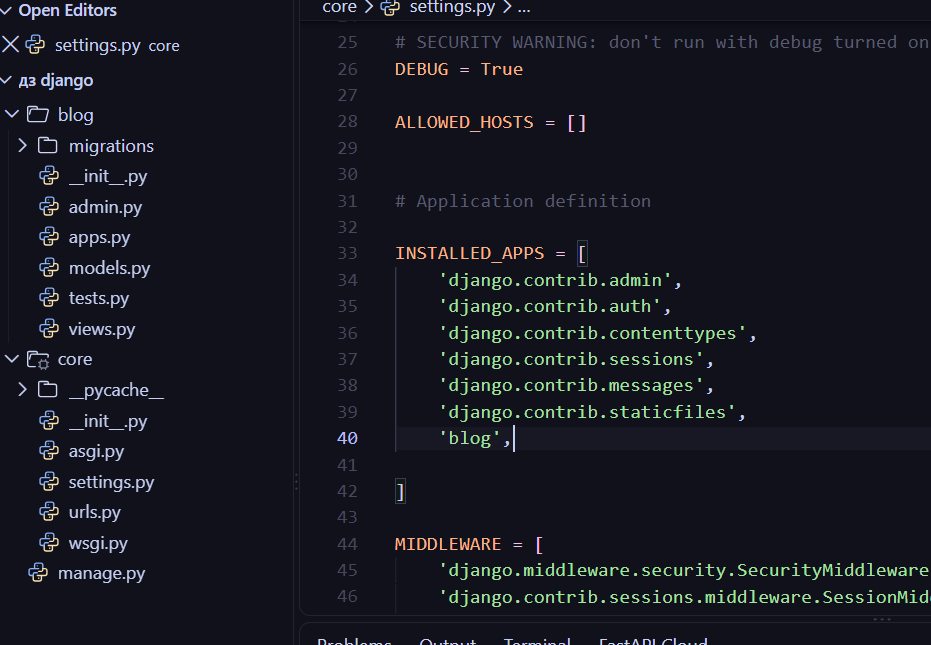 Open Editors
settings.py core
дз django
blog
migrations
__init__.py
admin.py
apps.py
models.py
tests.py
views.py
core
__pycache__
__init__.py
asgi.py
settings.py
urls.py
wsgi.py
manage.py
core > settings.py > ...
25 # SECURITY WARNING: don't run with debug turned on
26 DEBUG = True
27
28 ALLOWED_HOSTS = []
29
30
31 # Application definition
32
33 INSTALLED_APPS = [
34 'django.contrib.admin',
35 'django.contrib.auth',
36 'django.contrib.contenttypes',
37 'django.contrib.sessions',
38 'django.contrib.messages',
39 'django.contrib.staticfiles',
40 'blog',
41
42 ]
43
44 MIDDLEWARE = [
45 'django.middleware.security.SecurityMiddleware
46 'django.contrib.sessions.middleware.SessionMid
Problems Output Terminal FastAPI Cloud